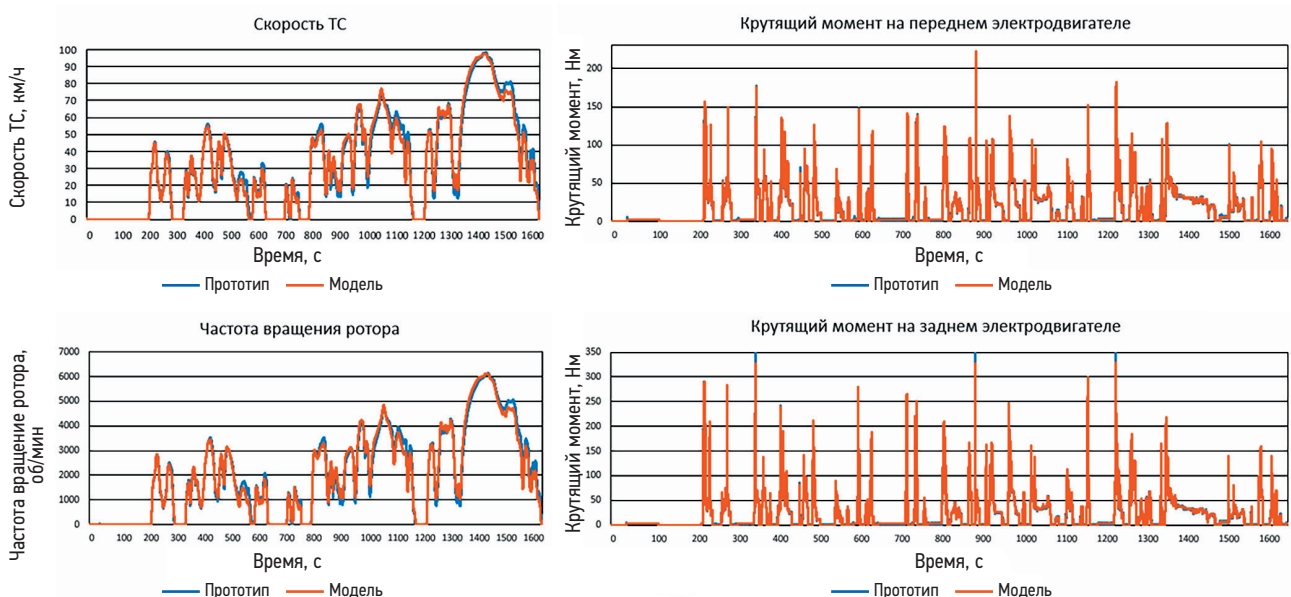 Скорость ТС
Скорость ТС, км/ч
100
90
80
70
60
50
40
30
20
10
0
0 100 200 300 400 500 600 700 800 900 1000 1100 1200 1300 1400 1500 1600
Время, с
Прототип Модель
Крутящий момент на переднем электродвигателе
Крутящий момент, Нм
200
150
100
50
0
0 100 200 300 400 500 600 700 800 900 1000 1100 1200 1300 1400 1500 1600
Время, с
Прототип Модель
Частота вращения ротора
Частота вращение ротора,
об/мин
7000
6000
5000
4000
3000
2000
1000
0
0 100 200 300 400 500 600 700 800 900 1000 1100 1200 1300 1400 1500 1600
Время, с
Прототип Модель
Крутящий момент на заднем электродвигателе
Крутящий момент, Нм
350
300
250
200
150
100
50
0
0 100 200 300 400 500 600 700 800 900 1000 1100 1200 1300 1400 1500 1600
Время, с
Прототип Модель